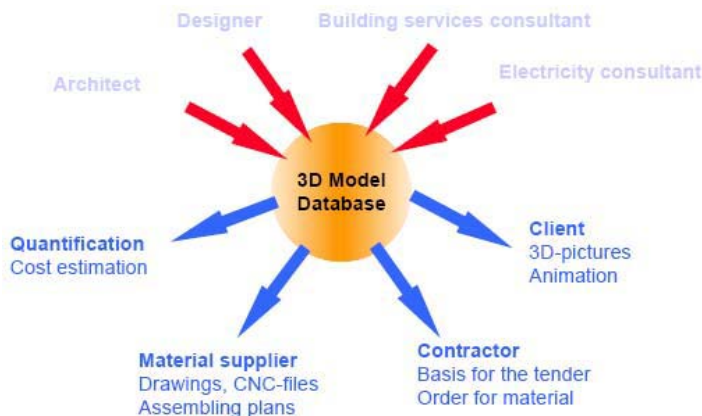 Designer
Building services consultant
Architect
Electricity consultant
3D Model
Database
Quantification
Cost estimation
Client
3D-pictures
Animation
Material supplier
Drawings, CNC-files
Assembling plans
Contractor
Basis for the tender
Order for material